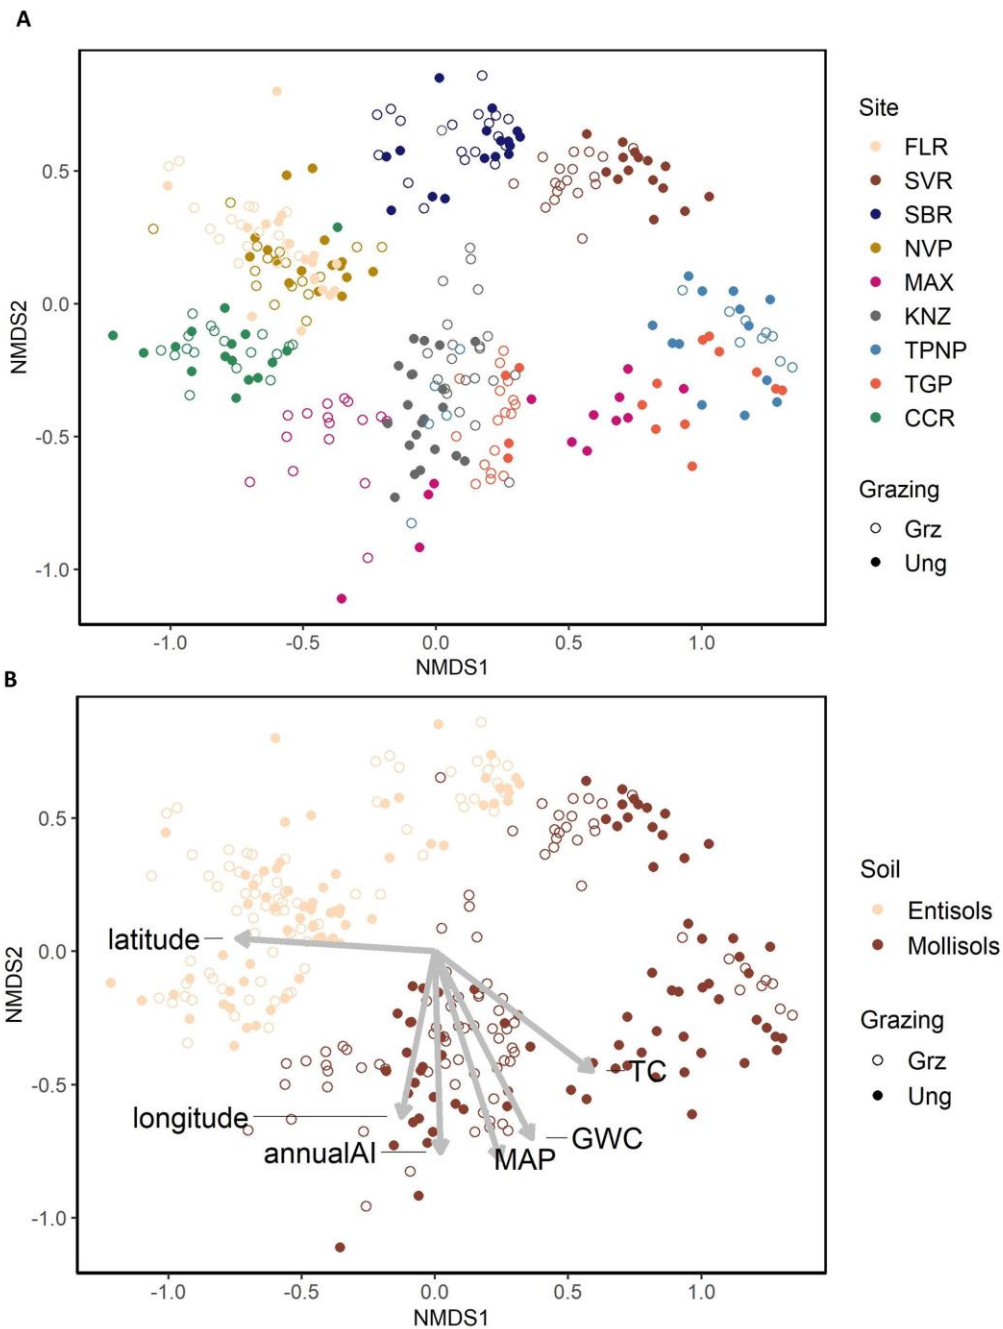 A
0.5
0.0
-0.5
-1.0
NMDS2
-1.0
-0.5
0.0
0.5
1.0
NMDS1
Site
FLR
SVR
SBR
NVP
MAX
KNZ
TPNP
TGP
CCR
Grazing
Grz
Ung
B
0.5
0.0
-0.5
-1.0
NMDS2
latitude
longitude
annualAI
MAP
GWC
TC
-1.0
-0.5
0.0
0.5
1.0
NMDS1
Soil
Entisols
Mollisols
Grazing
Grz
Ung